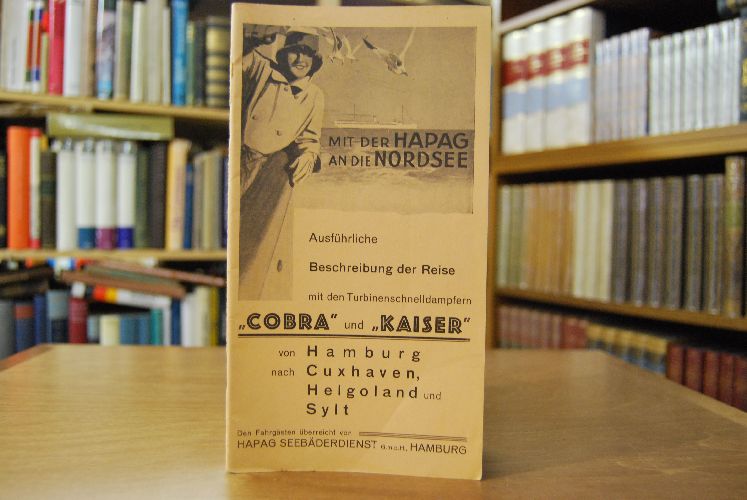 MIT DER HAPAG
AN DIE NORDSEE
Ausführliche
Beschreibung der Reise
mit den Turbinenschnelldampfern
„COBRA“ und „KAISER“
von Hamburg
nach Cuxhaven,
Helgoland und
Sylt
Den Fahrgästen überreicht von
HAPAG SEEBÄDERDIENST G.m.b.H. HAMBURG